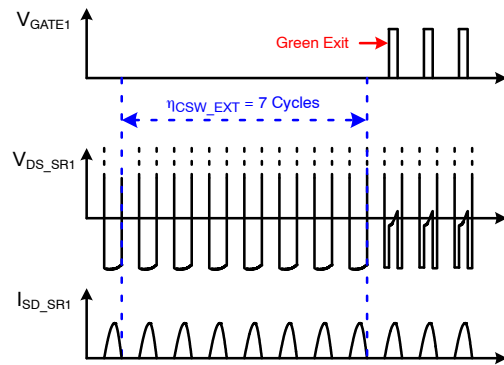 VGATE1
Green Exit
ηCSW_EXT = 7 Cycles
VDS_SR1
ISD_SR1